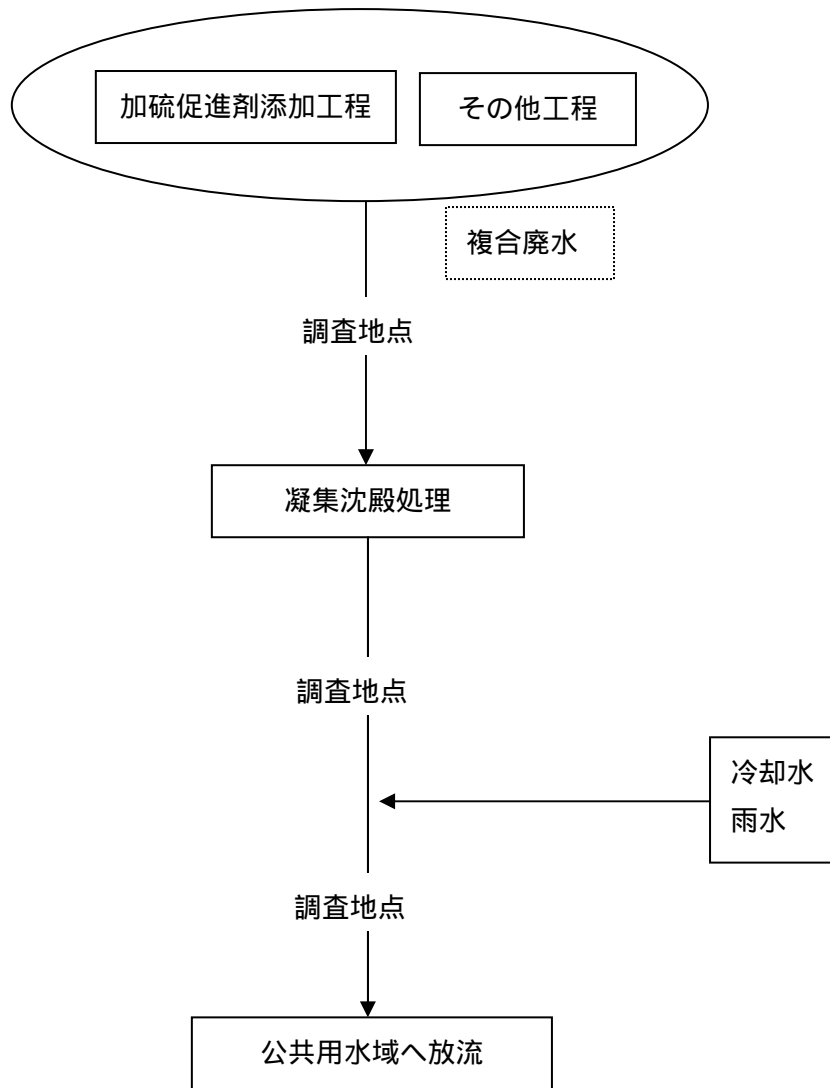 加硫促進剤添加工程
その他工程
複合廃水
調査地点
凝集沈殿処理
調査地点
冷却水
雨水
調査地点
公共用水域へ放流